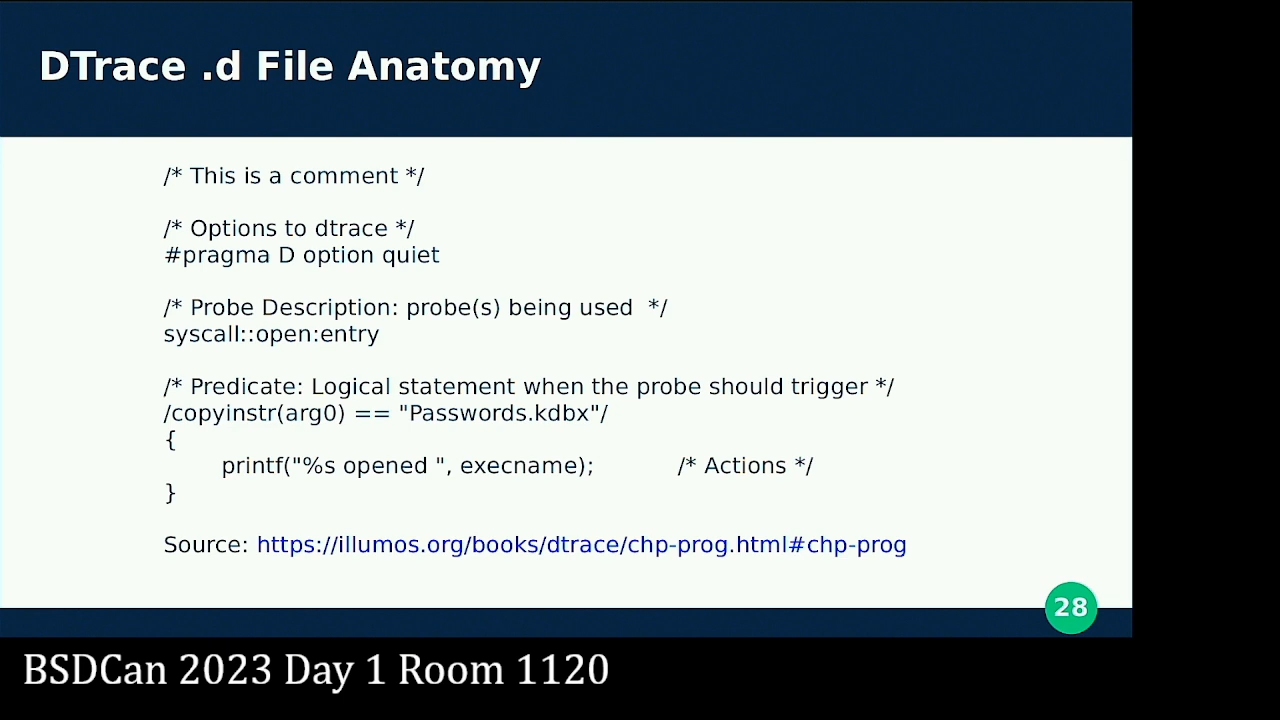 DTrace .d File Anatomy
/* This is a comment */
/* Options to dtrace */
#pragma D option quiet
/* Probe Description: probe(s) being used  */
syscall::open:entry
/* Predicate: Logical statement when the probe should trigger */
/copyinstr(arg0) == "Passwords.kdbx"/
{
printf("%s opened ", execname);	/* Actions */
}
Source: https://illumos.org/books/dtrace/chp-prog.html#chp-prog
28
BSDCan 2023 Day 1 Room 1120